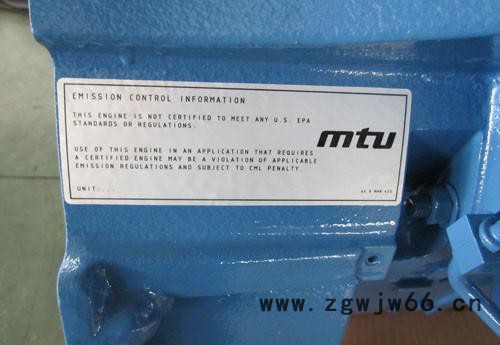 EMISSION CONTROL INFORMATION
THIS ENGINE IS NOT CERTIFIED TO MEET ANY U.S. EPA
STANDARDS OR REGULATIONS.
mtu
USE OF THIS ENGINE IN AN APPLICATION THAT REQUIRES
A CERTIFIED ENGINE MAY BE A VIOLATION OF APPLICABLE
EMISSION REGULATIONS AND SUBJECT TO CML PENALTY.
UNIT:...
www.zgwjw66.cn